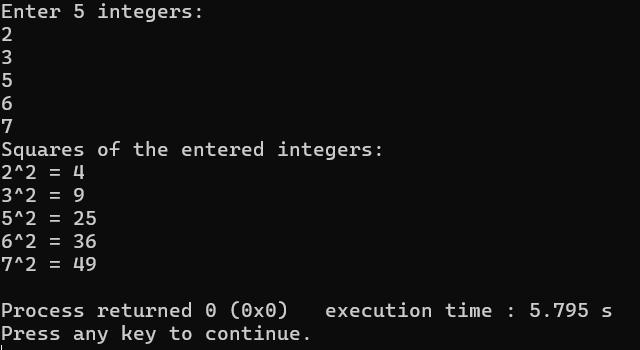 Enter 5 integers:
2
3
5
6
7
Squares of the entered integers:
2^2 = 4
3^2 = 9
5^2 = 25
6^2 = 36
7^2 = 49
Process returned 0 (0x0)   execution time : 5.795 s
Press any key to continue.